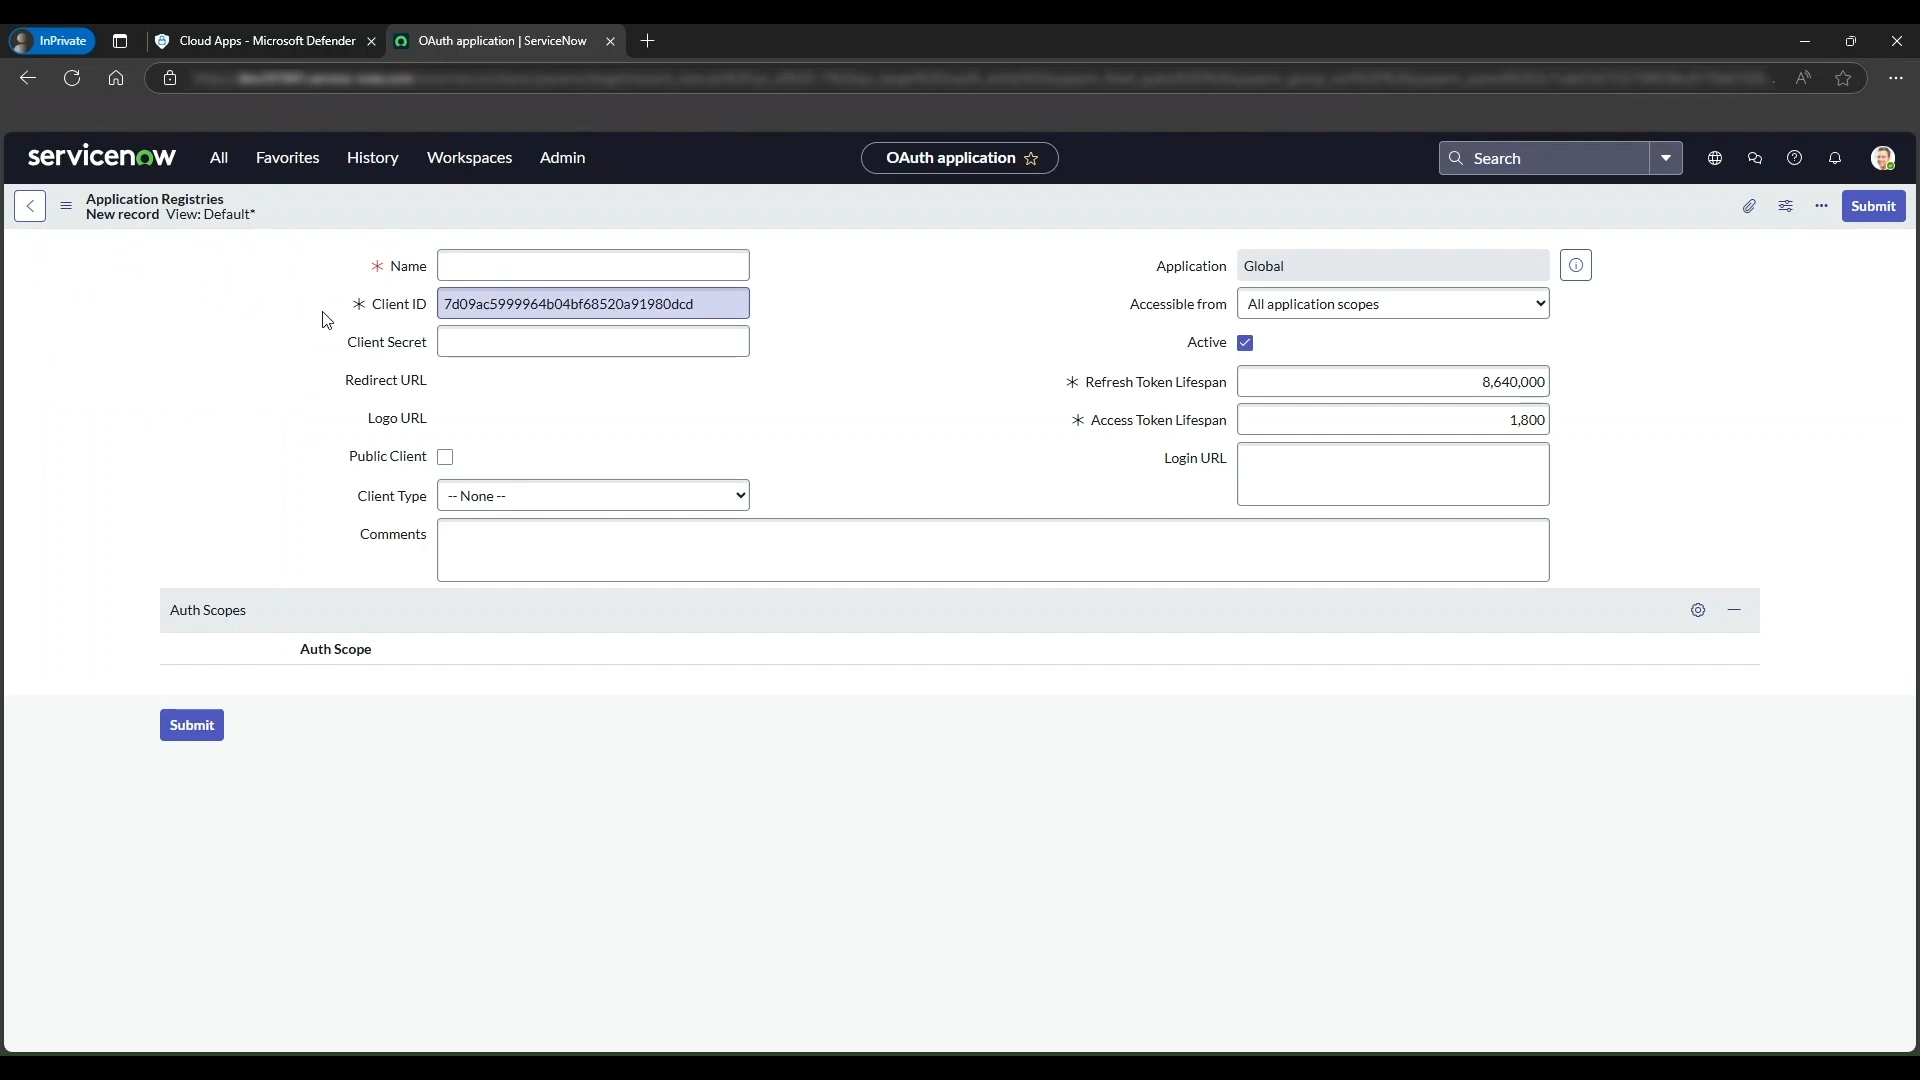 InPrivate
Cloud Apps - Microsoft Defender
OAuth application | ServiceNow
servicenow
All
Favorites
History
Workspaces
Admin
OAuth application
Search
Application Registries
New record View: Default*
Submit
* Name
Application
Global
* Client ID
7d09ac5999964b04bf68520a91980dcd
Accessible from
All application scopes
Client Secret
Active
Redirect URL
* Refresh Token Lifespan
8,640,000
Logo URL
* Access Token Lifespan
1,800
Public Client
Login URL
Client Type
-- None --
Comments
Auth Scopes
Auth Scope
Submit